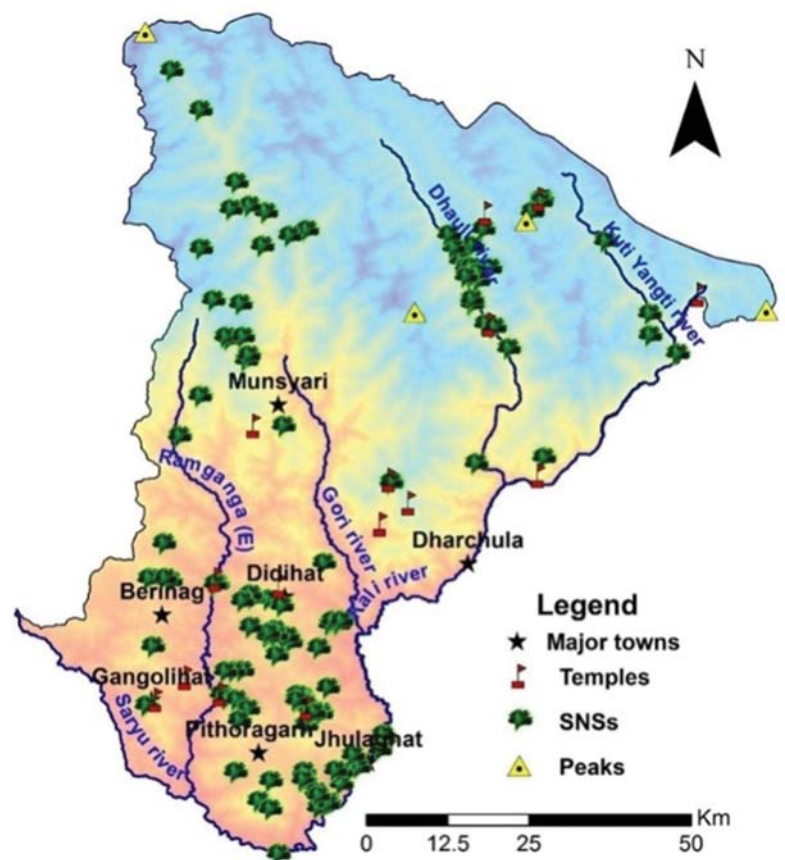 N
Dhauli river
Kuti Yangti river
Munsyari
Ramganga (E)
Gori river
Dharchula
Didihat
Kali river
Berinag
Gangolihat
Saryu river
Pithoragarh
Jhulaghat
Legend
Major towns
Temples
SNSs
Peaks
Km
0 12.5 25 50